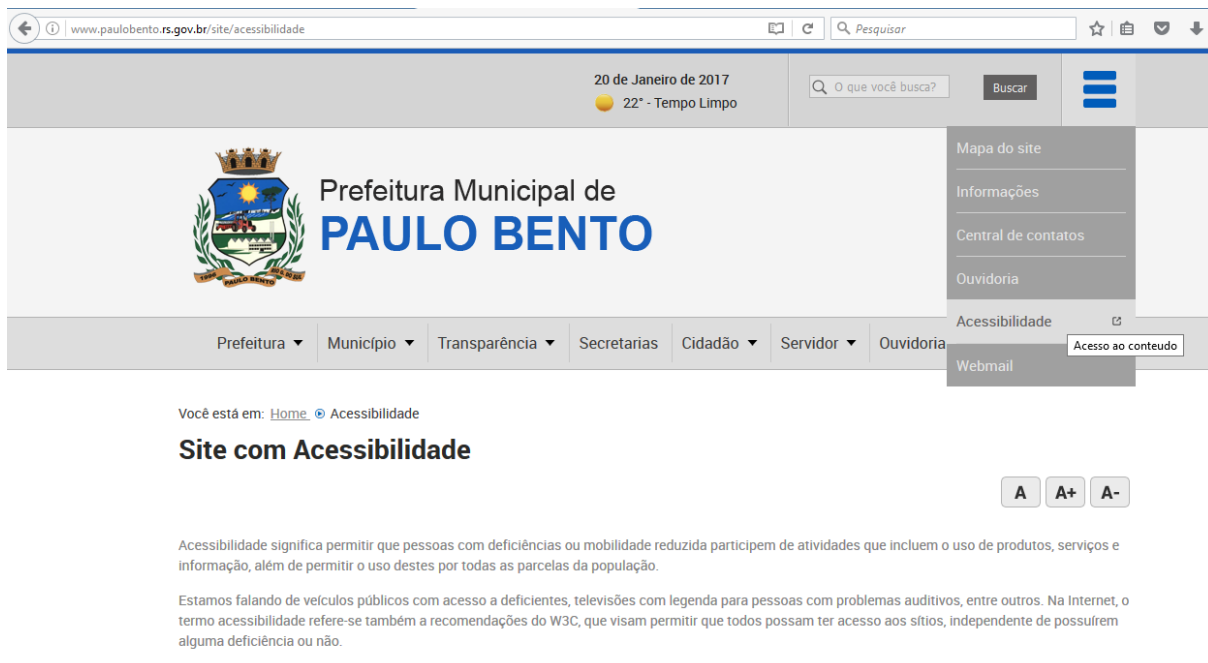 www.paulobento.rs.gov.br/site/acessibilidade
Pesquisar
20 de Janeiro de 2017
22° - Tempo Limpo
O que você busca?
Buscar
Mapa do site
Informações
Central de contatos
Ouvidoria
Acessibilidade
Acesso ao conteudo
Webmail
Prefeitura Municipal de
PAULO BENTO
1996 PAULO BENTO
Prefeitura Município Transparência Secretarias Cidadão Servidor Ouvidoria
Você está em: Home Acessibilidade
Site com Acessibilidade
A A+ A-
Acessibilidade significa permitir que pessoas com deficiências ou mobilidade reduzida participem de atividades que incluem o uso de produtos, serviços e
informação, além de permitir o uso destes por todas as parcelas da população.
Estamos falando de veículos públicos com acesso a deficientes, televisões com legenda para pessoas com problemas auditivos, entre outros. Na Internet, o
termo acessibilidade refere-se também a recomendações do W3C, que visam permitir que todos possam ter acesso aos sítios, independente de possuírem
alguma deficiência ou não.